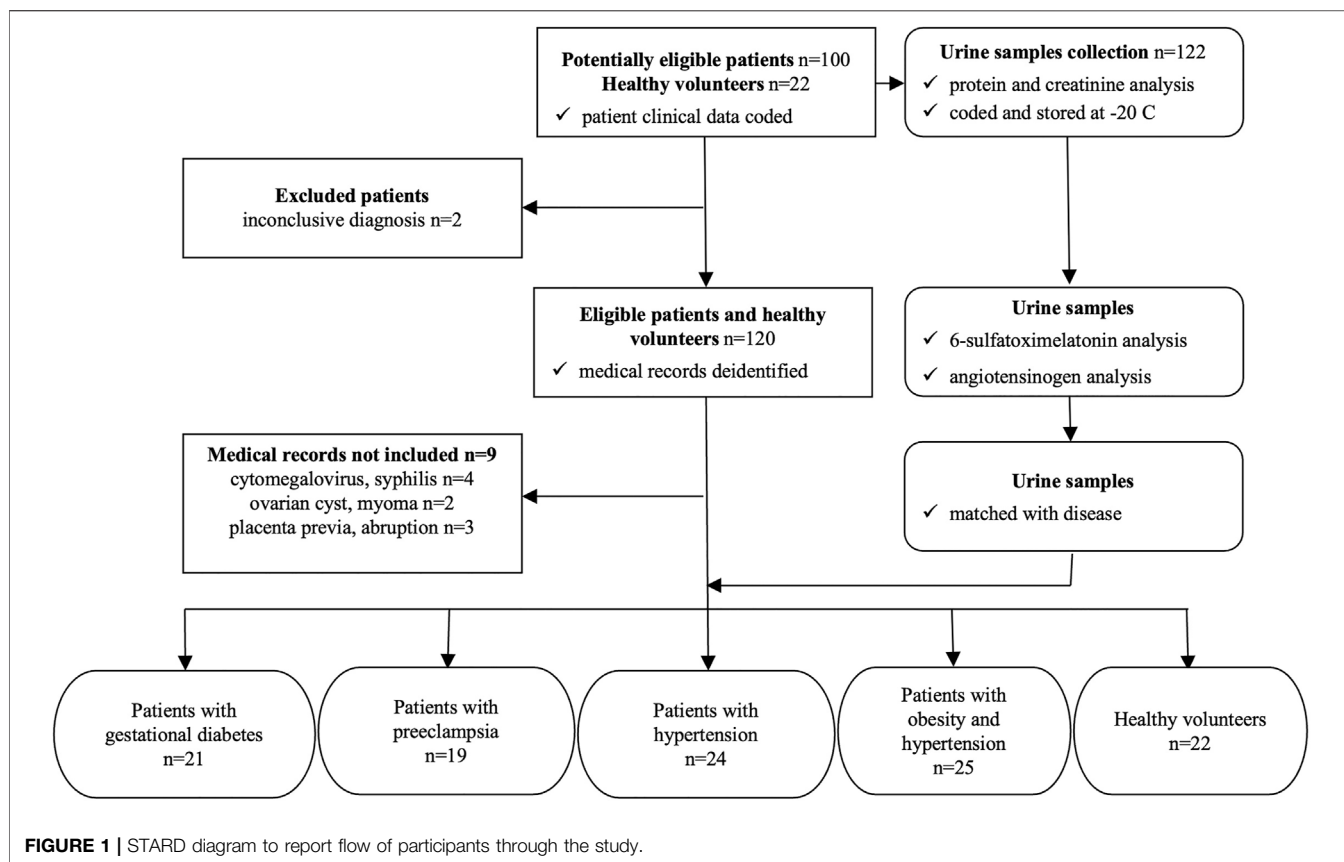 Potentially eligible patients n=100
Healthy volunteers n=22
✓ patient clinical data coded
Urine samples collection n=122
✓ protein and creatinine analysis
✓ coded and stored at -20 C
Excluded patients
inconclusive diagnosis n=2
Eligible patients and healthy
volunteers n=120
✓ medical records deidentified
Urine samples
✓ 6-sulfatoximelatonin analysis
✓ angiotensinogen analysis
Medical records not included n=9
cytomegalovirus, syphilis n=4
ovarian cyst, myoma n=2
placenta previa, abruption n=3
Urine samples
✓ matched with disease
Patients with
gestational diabetes
n=21
Patients with
preeclampsia
n=19
Patients with
hypertension
n=24
Patients with
obesity and
hypertension
n=25
Healthy volunteers
n=22
FIGURE 1 | STARD diagram to report flow of participants through the study.